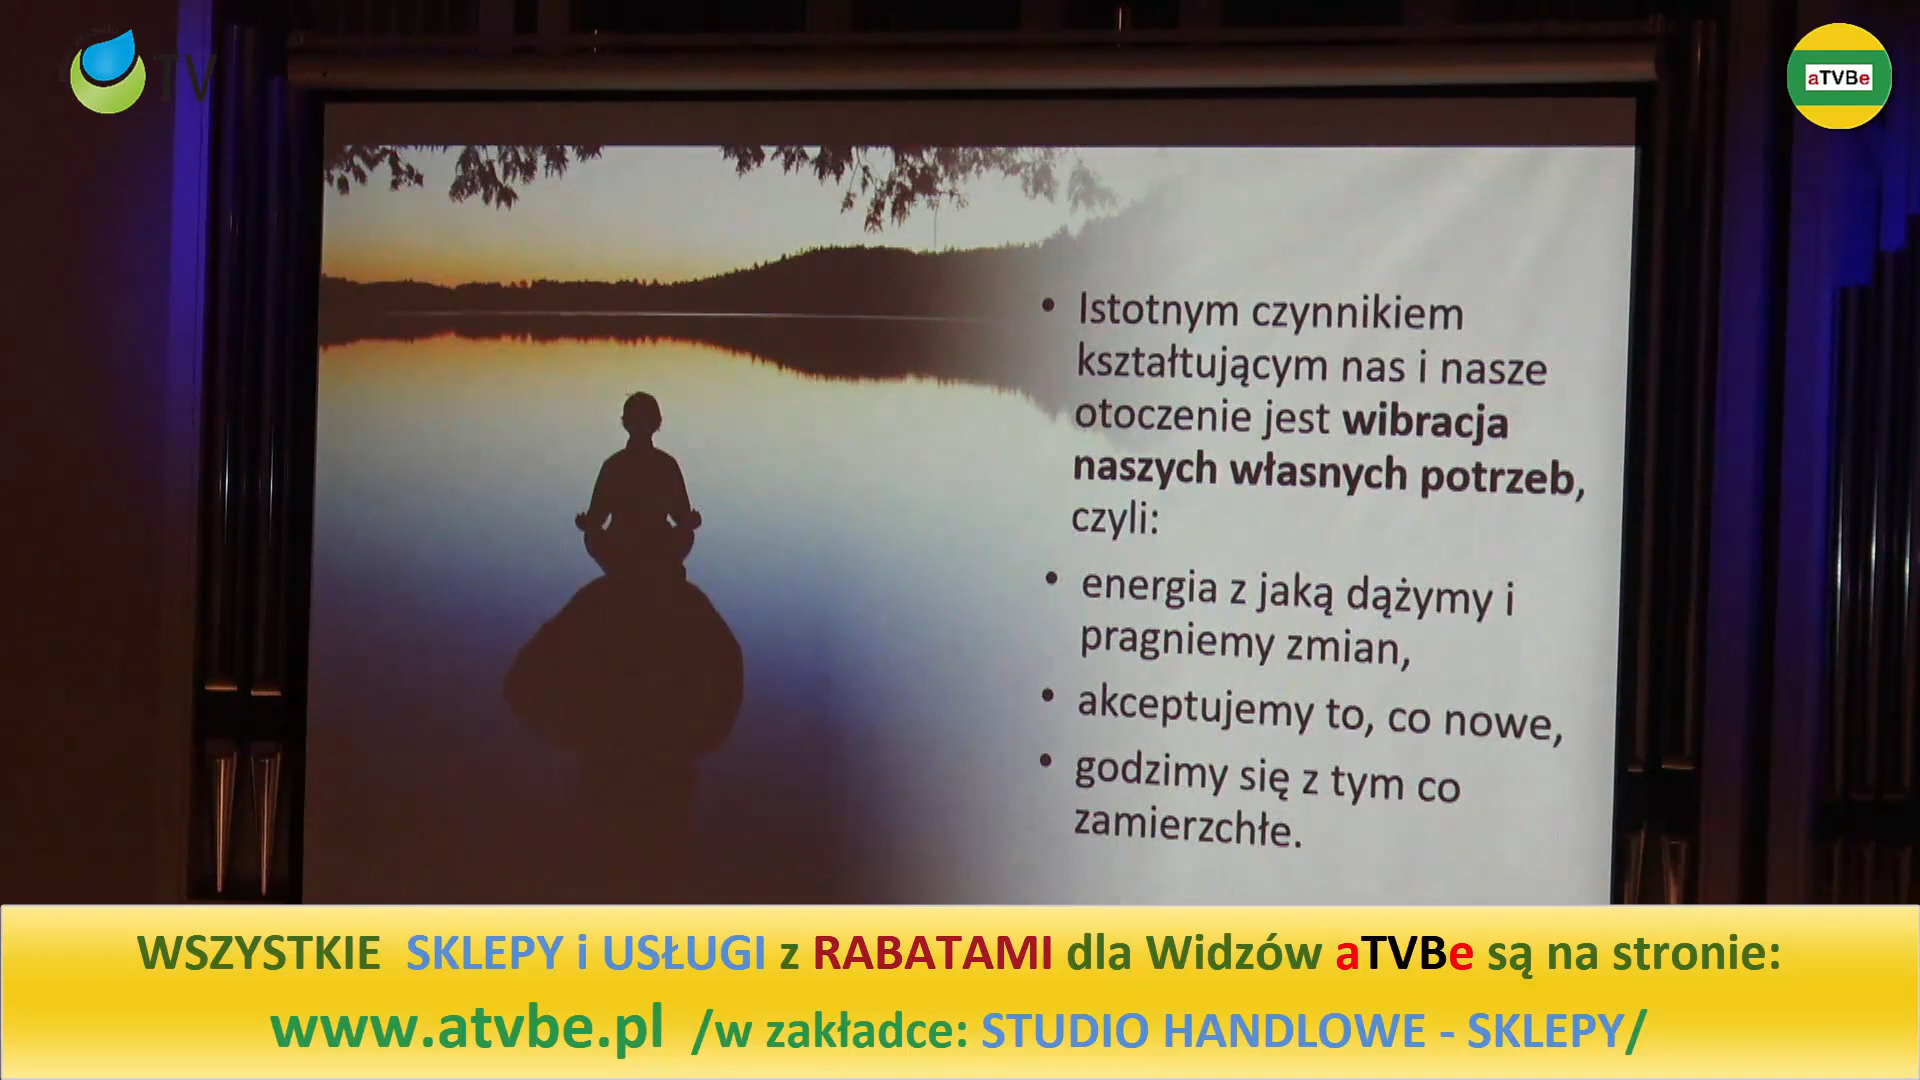 TV
aTVBe
• Istotnym czynnikiem
kształtującym nas i nasze
otoczenie jest wibracja
naszych własnych potrzeb,
czyli:
• energia z jaką dążymy i
pragniemy zmian,
• akceptujemy to, co nowe,
• godzimy się z tym co
zamierzchłe.
WSZYSTKIE SKLEPY i USŁUGI z RABATAMI dla Widzów aTVBe są na stronie:
www.atvbe.pl /w zakładce: STUDIO HANDLOWE - SKLEPY/